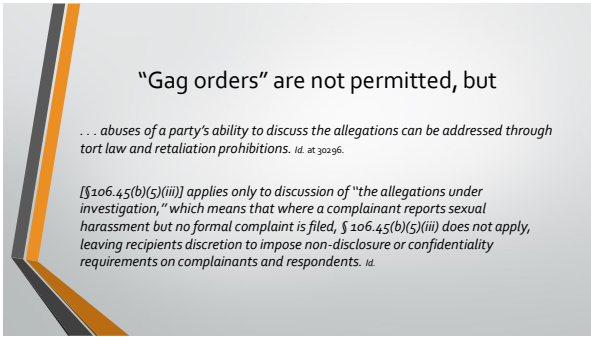 “Gag orders” are not permitted, but
. . . abuses of a party’s ability to discuss the allegations can be addressed through
tort law and retaliation prohibitions. Id. at 30296.
[§106.45(b)(5)(iii)] applies only to discussion of “the allegations under
investigation,” which means that where a complainant reports sexual
harassment but no formal complaint is filed, § 106.45(b)(5)(iii) does not apply,
leaving recipients discretion to impose non-disclosure or confidentiality
requirements on complainants and respondents. Id.